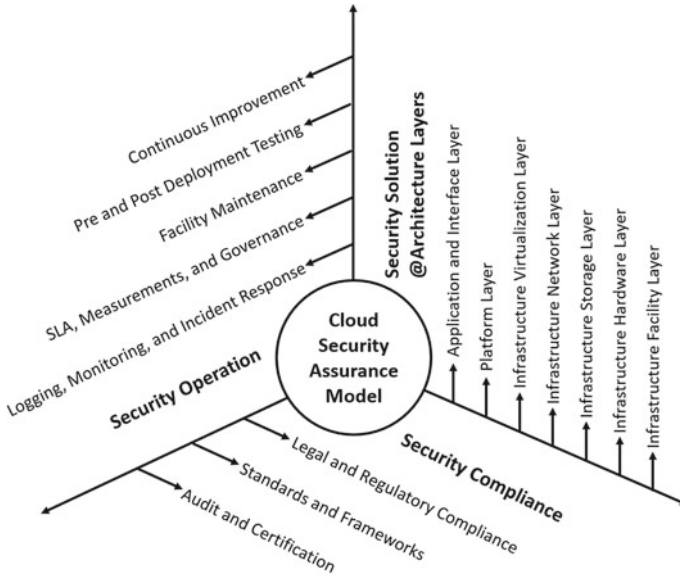 Continuous Improvement
Pre and Post Deployment Testing
Facility Maintenance
SLA, Measurements, and Governance
Logging, Monitoring, and Incident Response
Security Operation
Cloud
Security
Assurance
Model
Security Solution
@Architecture Layers
Application and Interface Layer
Platform Layer
Infrastructure Virtualization Layer
Infrastructure Network Layer
Infrastructure Storage Layer
Infrastructure Hardware Layer
Infrastructure Facility Layer
Security Compliance
Legal and Regulatory Compliance
Standards and Frameworks
Audit and Certification